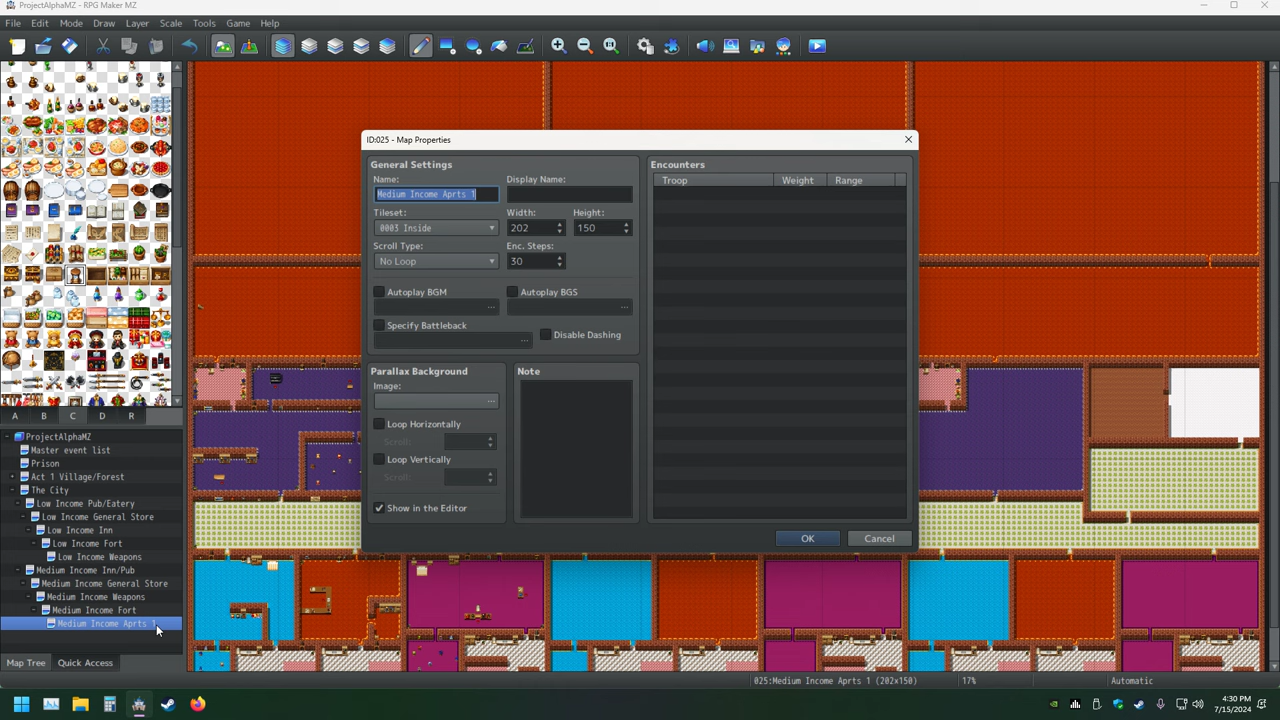 ProjectAlphaMZ - RPG Maker MZ
File Edit Mode Draw Layer Scale Tools Game Help
ID:025 - Map Properties
General Settings
Encounters
Name:
Display Name:
Troop Weight Range
Medium Income Aprts 1
Tileset:
Width:
Height:
0003 Inside
202
150
Scroll Type:
Enc. Steps:
No Loop
30
Autoplay BGM
Autoplay BGS
...
...
Specify Battleback
Disable Dashing
...
Parallax Background
Note
Image:
...
Loop Horizontally
Scroll:
Loop Vertically
Scroll:
Show in the Editor
OK
Cancel
A B C D R
ProjectAlphaMZ
Master event list
Prison
Act 1 Village/Forest
The City
Low Income Pub/Eatery
Low Income General Store
Low Income Inn
Low Income Fort
Low Income Weapons
Medium Income Inn/Pub
Medium Income General Store
Medium Income Weapons
Medium Income Fort
Medium Income Aprts 1
Map Tree Quick Access
025:Medium Income Aprts 1 (202x150)
17%
Automatic
4:30 PM
7/15/2024